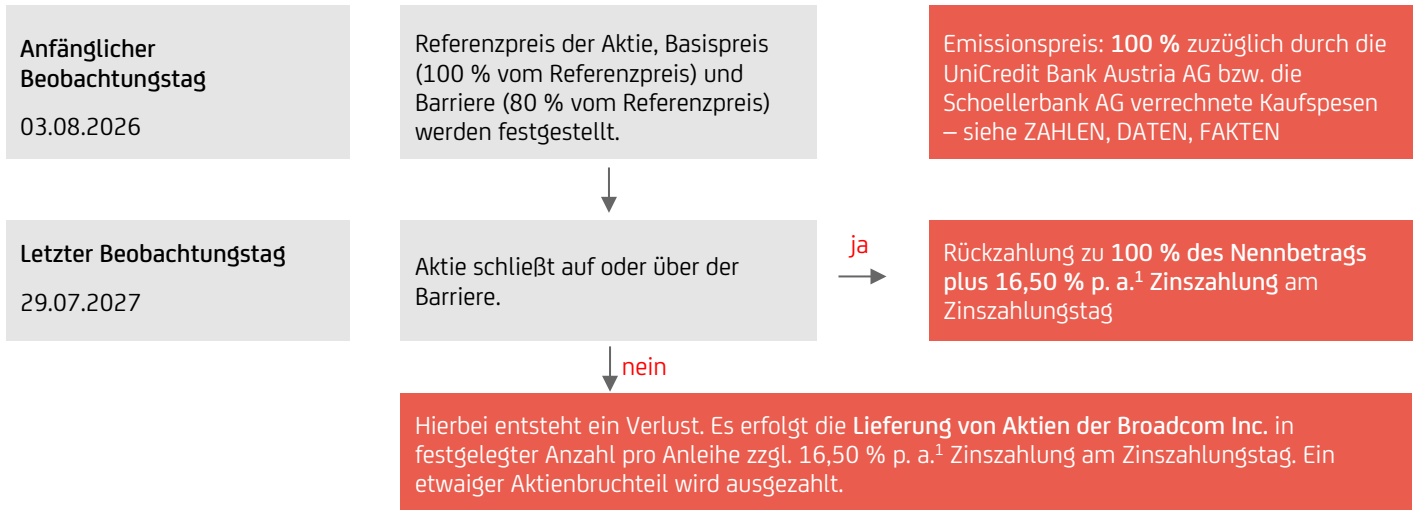 Anfänglicher
Beobachtungstag
03.08.2026
Referenzpreis der Aktie, Basispreis
(100 % vom Referenzpreis) und
Barriere (80 % vom Referenzpreis)
werden festgestellt.
Emissionspreis: 100 % zuzüglich durch die
UniCredit Bank Austria AG bzw. die
Schoellerbank AG verrechnete Kaufspesen
– siehe ZAHLEN, DATEN, FAKTEN
Letzter Beobachtungstag
29.07.2027
Aktie schließt auf oder über der
Barriere.
ja
Rückzahlung zu 100 % des Nennbetrags
plus 16,50 % p. a.¹ Zinszahlung am
Zinszahlungstag
nein
Hierbei entsteht ein Verlust. Es erfolgt die Lieferung von Aktien der Broadcom Inc. in
festgelegter Anzahl pro Anleihe zzgl. 16,50 % p. a.¹ Zinszahlung am Zinszahlungstag. Ein
etwaiger Aktienbruchteil wird ausgezahlt.